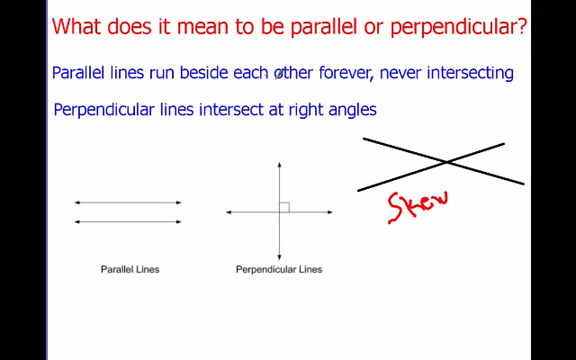 What does it mean to be parallel or perpendicular?
Parallel lines run beside each other forever, never intersecting
Perpendicular lines intersect at right angles
Skew
Parallel Lines
Perpendicular Lines